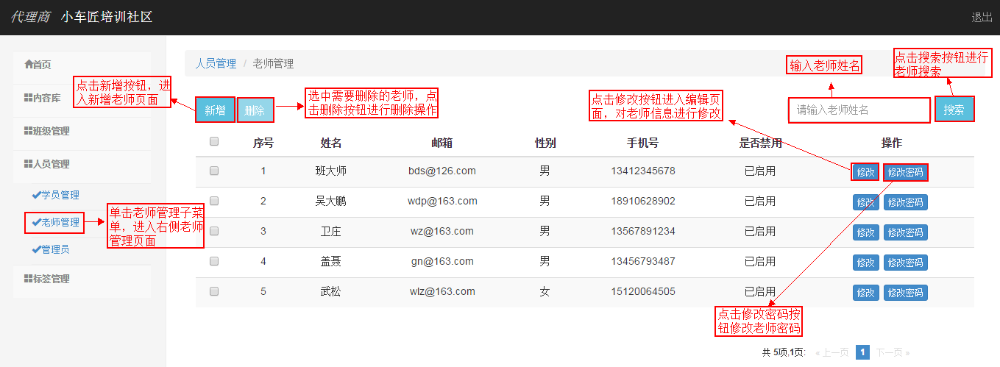 代理商 小车匠培训社区 退出
首页
内容库
班级管理
人员管理
学员管理
老师管理
管理员
标签管理
人员管理 / 老师管理
点击新增按钮，进
入新增老师页面
新增 删除
选中需要删除的老师，点
击删除按钮进行删除操作
点击修改按钮进入编辑页
面，对老师信息进行修改
输入老师姓名
请输入老师姓名
点击搜索按钮进行
老师搜索
搜索
单击老师管理子菜
单，进入右侧老师
管理页面
序号 姓名 邮箱 性别 手机号 是否禁用 操作
1 班大师 bds@126.com 男 13412345678 已启用 修改 修改密码
2 吴大鹏 wdp@163.com 男 18910628902 已启用 修改 修改密码
3 卫庄 wz@163.com 男 13567891234 已启用 修改 修改密码
4 盖聂 gn@163.com 男 13456793487 已启用 修改 修改密码
5 武松 wlz@163.com 女 15120064505 已启用 修改 修改密码
点击修改密码按
钮修改老师密码
共 5项,1页: « 上一页 1 下一页 »